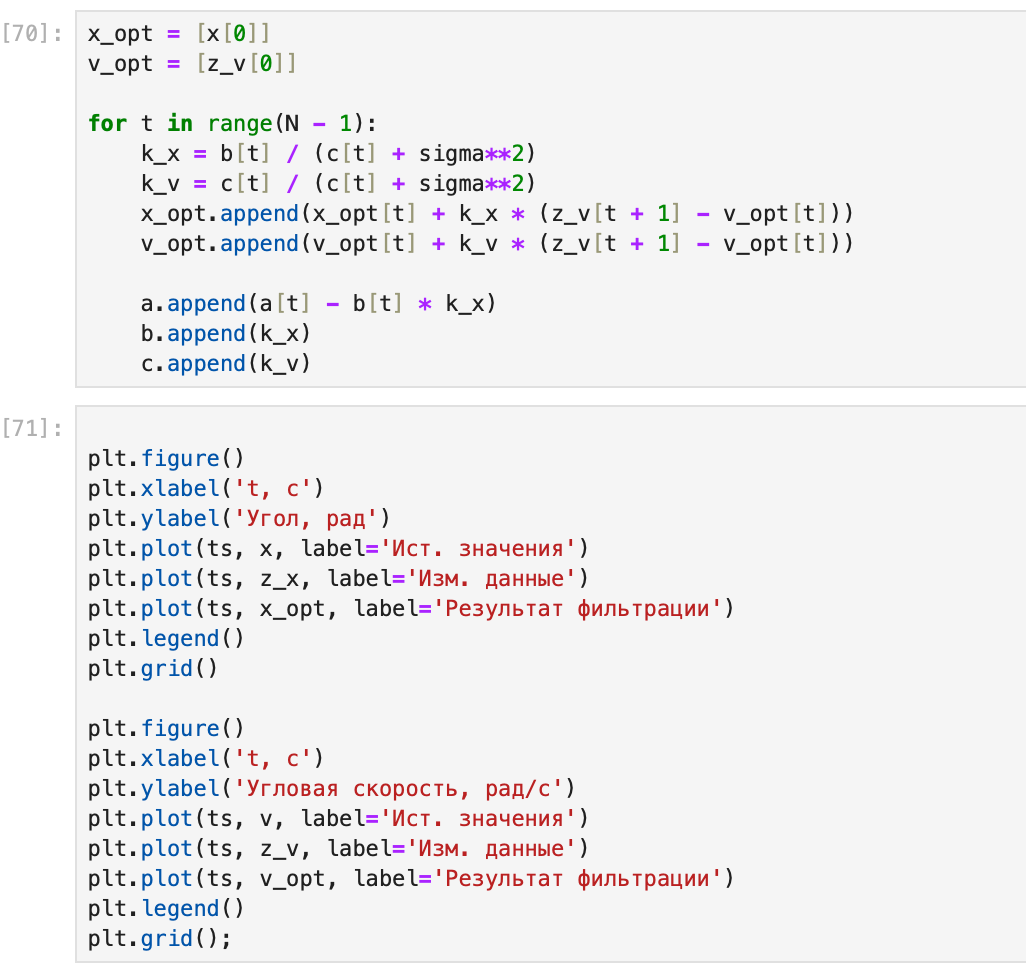 [70]:
x_opt = [x[0]]
v_opt = [z_v[0]]
for t in range(N - 1):
    k_x = b[t] / (c[t] + sigma**2)
    k_v = c[t] / (c[t] + sigma**2)
    x_opt.append(x_opt[t] + k_x * (z_v[t + 1] - v_opt[t]))
    v_opt.append(v_opt[t] + k_v * (z_v[t + 1] - v_opt[t]))
    a.append(a[t] - b[t] * k_x)
    b.append(k_x)
    c.append(k_v)
[71]:
plt.figure()
plt.xlabel('t, c')
plt.ylabel('Угол, рад')
plt.plot(ts, x, label='Ист. значения')
plt.plot(ts, z_x, label='Изм. данные')
plt.plot(ts, x_opt, label='Результат фильтрации')
plt.legend()
plt.grid()
plt.figure()
plt.xlabel('t, c')
plt.ylabel('Угловая скорость, рад/с')
plt.plot(ts, v, label='Ист. значения')
plt.plot(ts, z_v, label='Изм. данные')
plt.plot(ts, v_opt, label='Результат фильтрации')
plt.legend()
plt.grid();